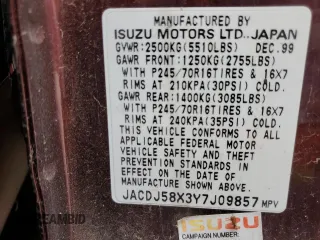 MFD. BY
ISUZU MOTORS LTD., JAPAN
GVWR: 2500KG(5510LBS) DEC. 99
GAWR FRONT: 1250KG(2755LBS)
WITH P245/70R16TIRES & 16X7
RIMS AT 210KPA(30PSI) COLD.
GAWR REAR: 1400KG(3085LBS)
WITH P245/70R16TIRES & 16X7
RIMS AT 240KPA(35PSI) COLD.
THIS VEHICLE CONFORMS TO ALL
APPLICABLE FEDERAL MOTOR
VEHICLE SAFETY AND THEFT
PREVENTION STANDARDS IN
EFFECT ON THE DATE OF
MANUFACTURE SHOWN ABOVE.
JACDJ58X3Y7J09857 MPV
ISUZU
CAMPAIGN